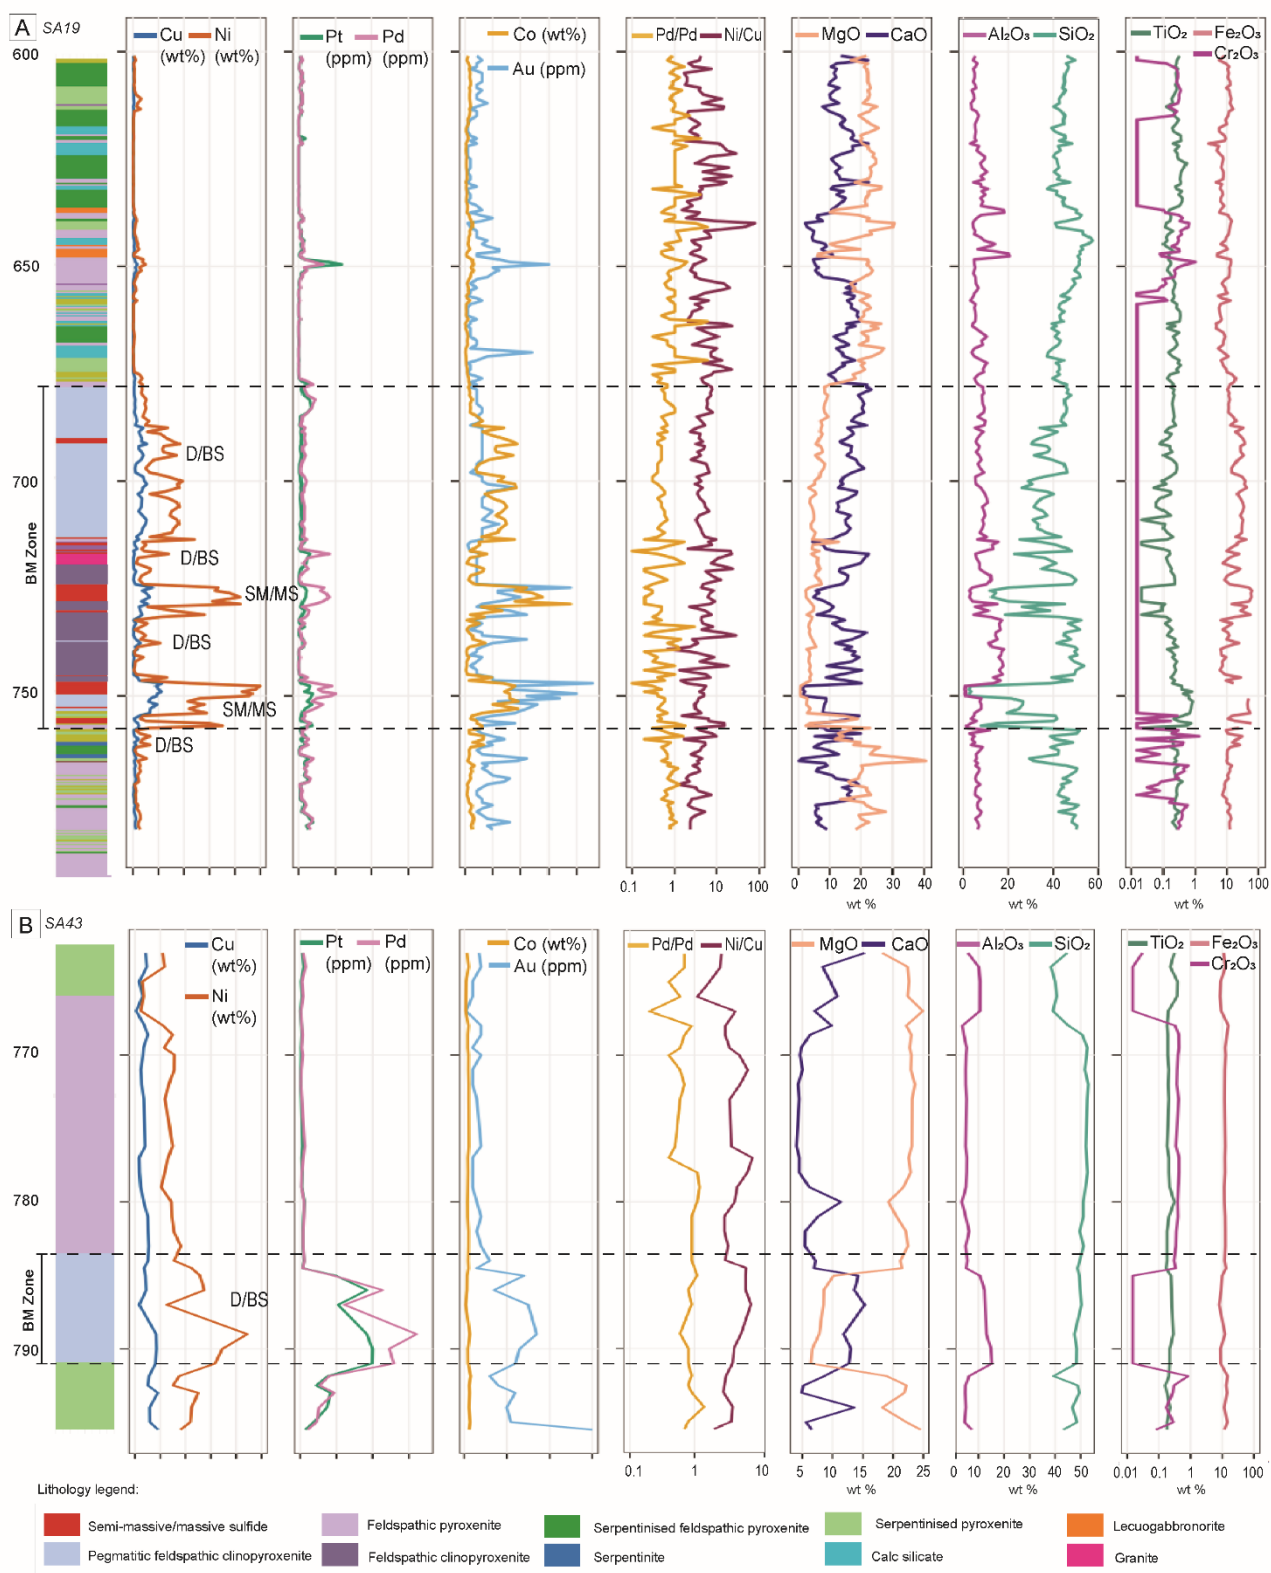 A SA19
Cu Ni
(wt%) (wt%)
Pt Pd
(ppm) (ppm)
Co (wt%)
Au (ppm)
Pd/Pd Ni/Cu
MgO CaO
Al₂O₃ SiO₂
TiO₂ Fe₂O₃
Cr₂O₃
600
650
700
750
BM Zone
D/BS
D/BS
SM/MS
D/BS
SM/MS
D/BS
0.1 1 10 100
0 10 20 30 40
wt %
0 20 40 60
wt %
0.01 0.1 1 10 100
wt %
B SA43
Cu
(wt%)
Ni
(wt%)
Pt Pd
(ppm) (ppm)
Co (wt%)
Au (ppm)
Pd/Pd Ni/Cu
MgO CaO
Al₂O₃ SiO₂
TiO₂ Fe₂O₃
Cr₂O₃
770
780
790
BM Zone
D/BS
0.1 1 10
5 10 15 20 25
wt %
0 10 20 30 40 50
wt %
0.01 0.1 1 10 100
wt %
Lithology legend:
Semi-massive/massive sulfide
Feldspathic pyroxenite
Serpentinised feldspathic pyroxenite
Serpentinised pyroxenite
Lecuogabbronorite
Pegmatitic feldspathic clinopyroxenite
Feldspathic clinopyroxenite
Serpentinite
Calc silicate
Granite